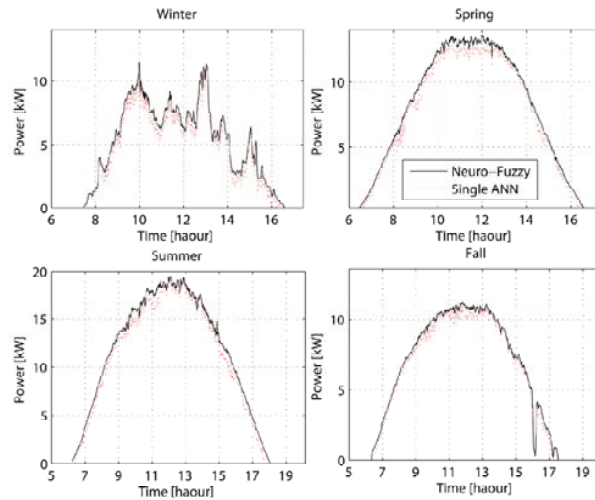 Winter
Spring
Power [kW]
10
5
0
6
8
10
12
14
16
Time [haour]
Power [kW]
10
5
6
8
10
12
14
16
Time [haour]
Neuro-Fuzzy
Single ANN
Summer
Fall
Power [kW]
20
15
10
5
0
5
7
9
11
13
15
17
19
Time [haour]
Power [kW]
10
5
0
5
7
9
11
13
15
17
19
Time [haour]